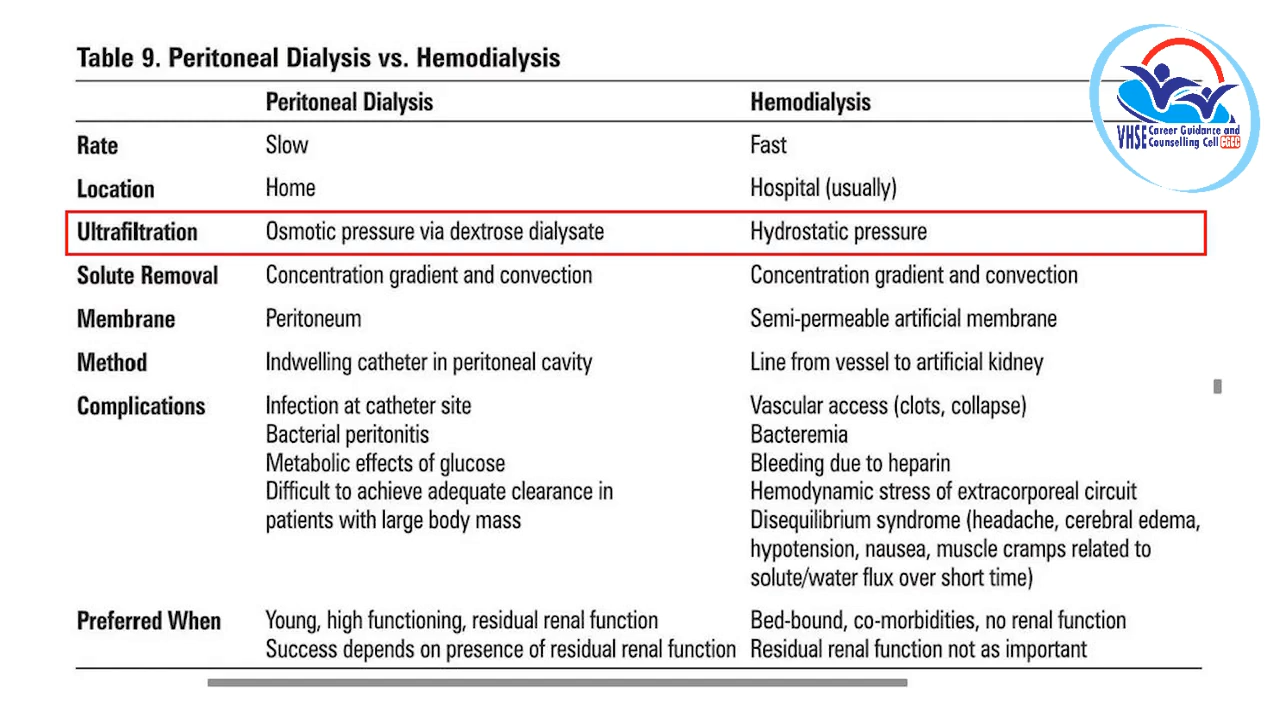 Table 9. Peritoneal Dialysis vs. Hemodialysis
Peritoneal Dialysis Hemodialysis
Rate Slow Fast
Location Home Hospital (usually)
Ultrafiltration Osmotic pressure via dextrose dialysate Hydrostatic pressure
Solute Removal Concentration gradient and convection Concentration gradient and convection
Membrane Peritoneum Semi-permeable artificial membrane
Method Indwelling catheter in peritoneal cavity Line from vessel to artificial kidney
Complications Infection at catheter site Vascular access (clots, collapse)
Bacterial peritonitis Bacteremia
Metabolic effects of glucose Bleeding due to heparin
Difficult to achieve adequate clearance in Hemodynamic stress of extracorporeal circuit
patients with large body mass Disequilibrium syndrome (headache, cerebral edema,
hypotension, nausea, muscle cramps related to
solute/water flux over short time)
Preferred When Young, high functioning, residual renal function Bed-bound, co-morbidities, no renal function
Success depends on presence of residual renal function Residual renal function not as important
VHSE Career Guidance and
Counselling Cell CGCC